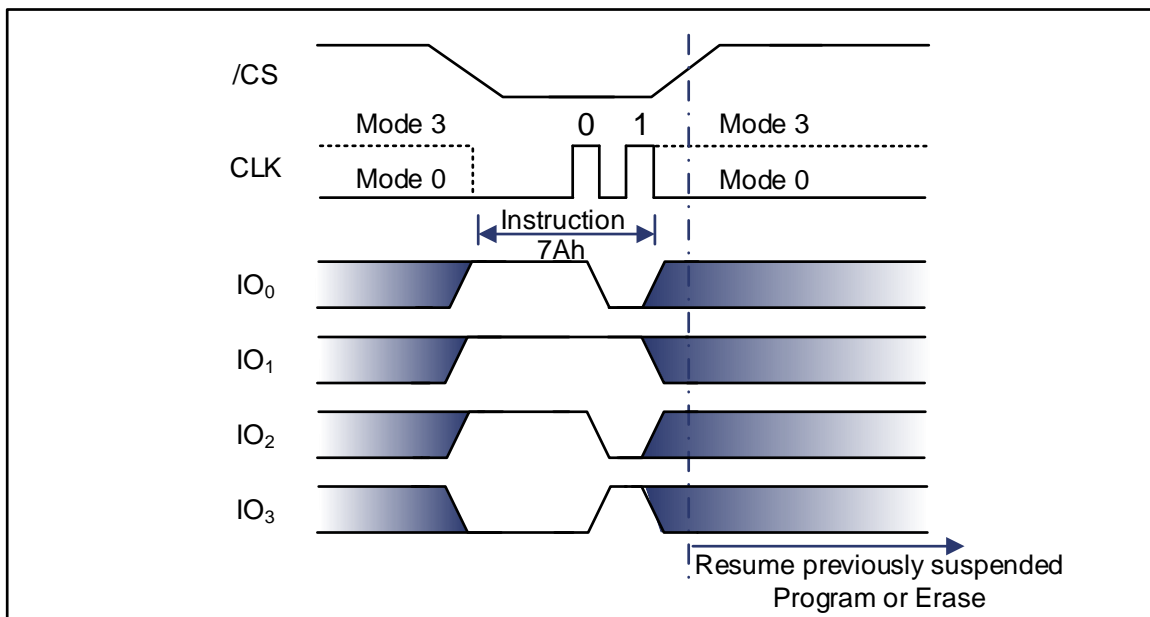 /CS
Mode 3 0 1 Mode 3
CLK
Mode 0 Mode 0
Instruction
7Ah
IO₀
IO₁
IO₂
IO₃
Resume previously suspended
Program or Erase